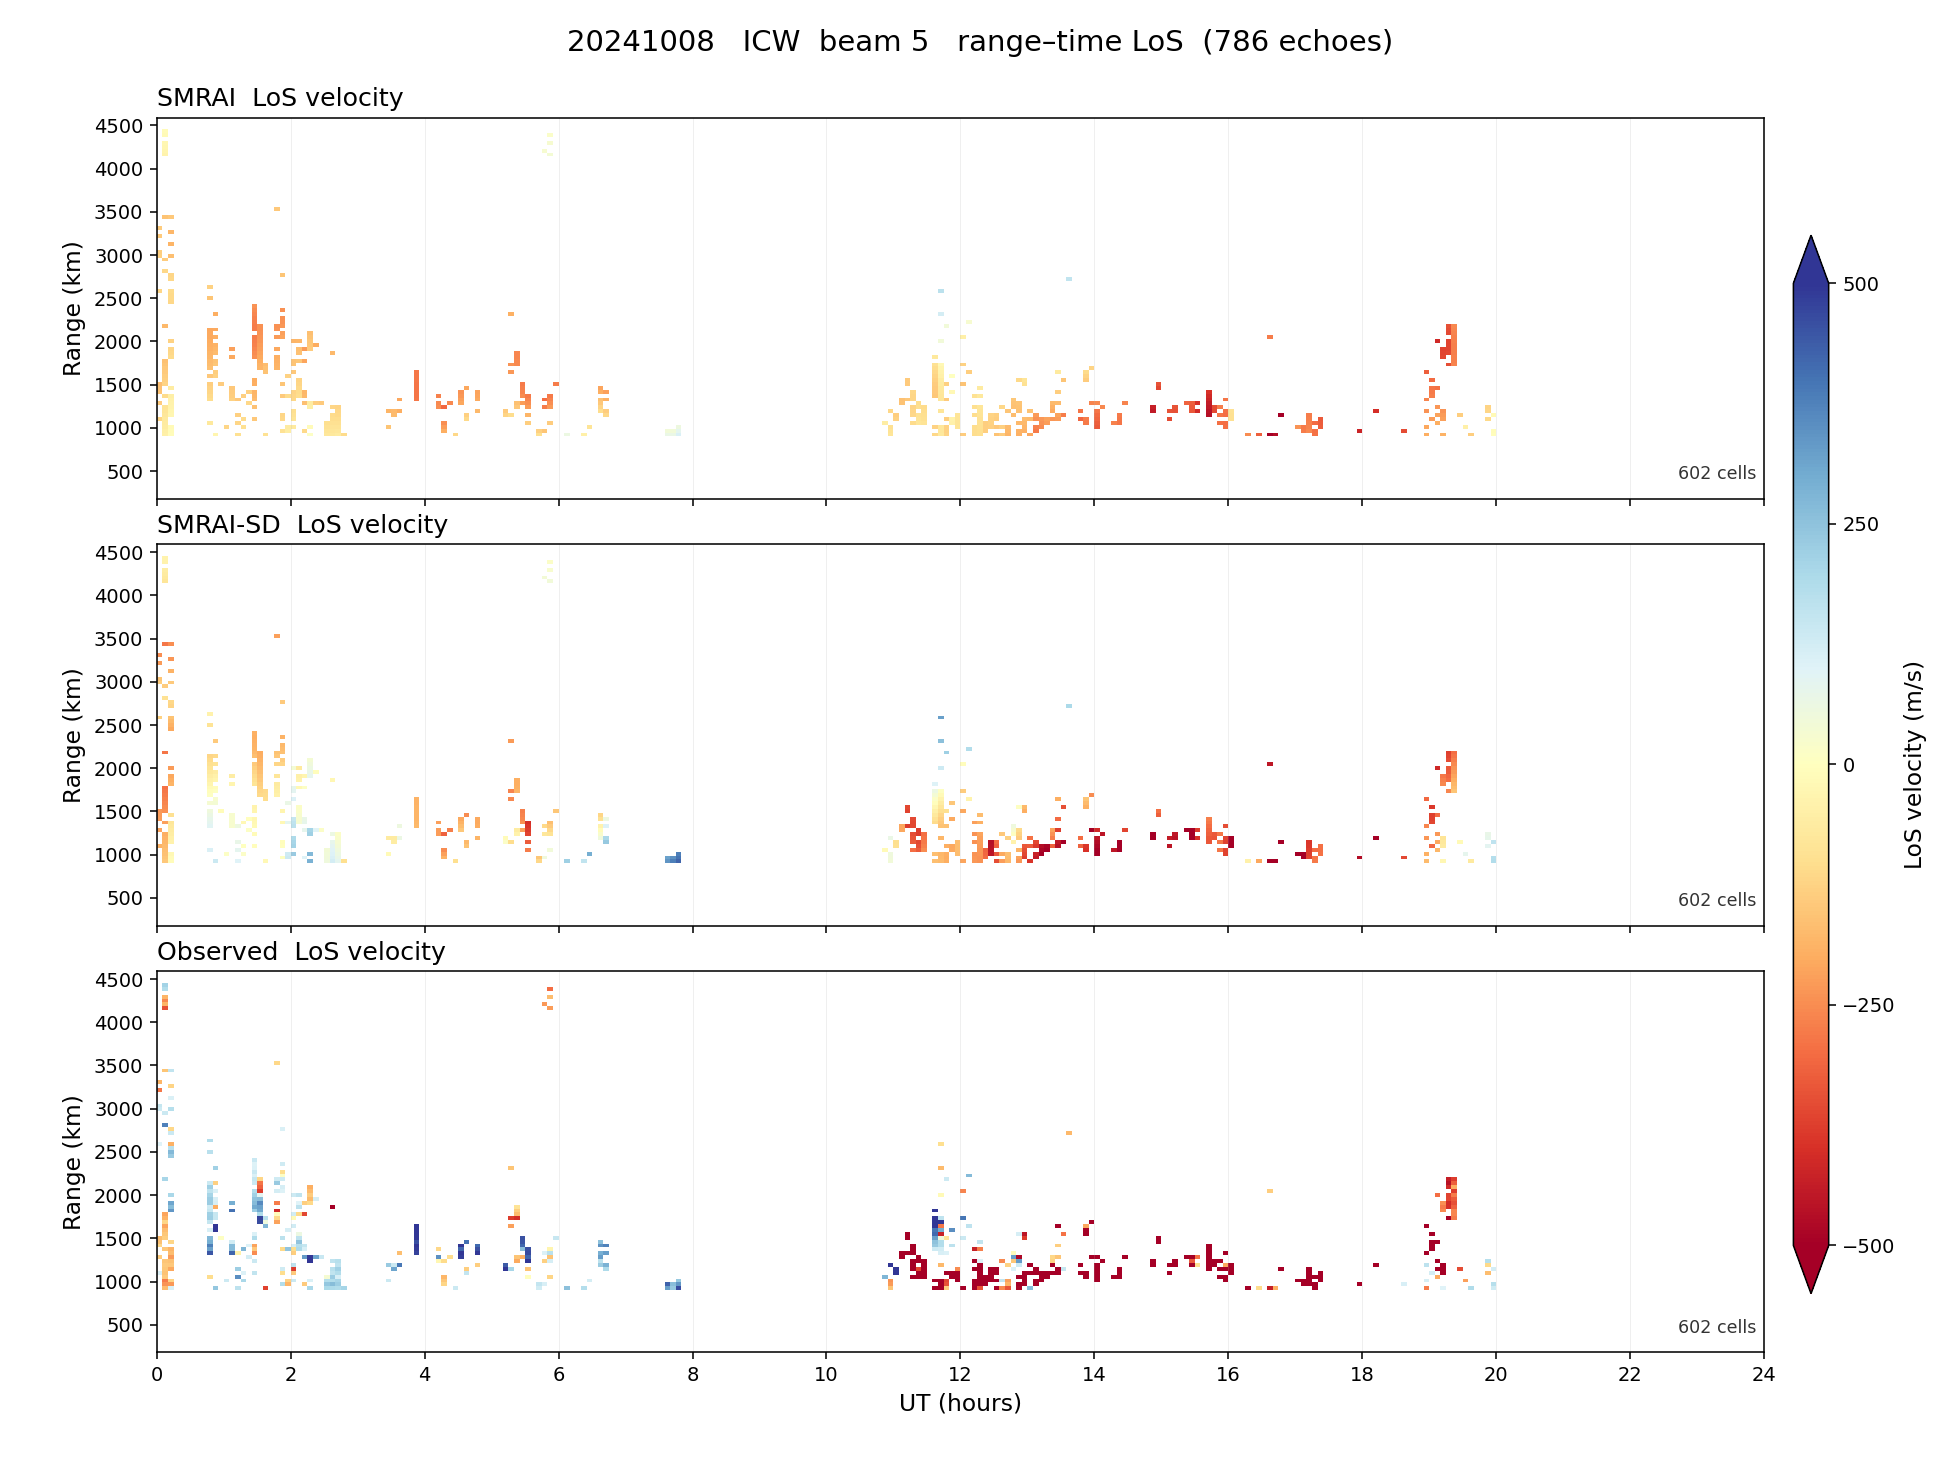 20241008   ICW  beam 5   range–time LoS  (786 echoes)
SMRAI  LoS velocity
4500
4000
3500
3000
2500
2000
1500
1000
500
Range (km)
602 cells
SMRAI-SD  LoS velocity
4500
4000
3500
3000
2500
2000
1500
1000
500
Range (km)
602 cells
Observed  LoS velocity
4500
4000
3500
3000
2500
2000
1500
1000
500
Range (km)
602 cells
0 2 4 6 8 10 12 14 16 18 20 22 24
UT (hours)
500
250
0
−250
−500
LoS velocity (m/s)